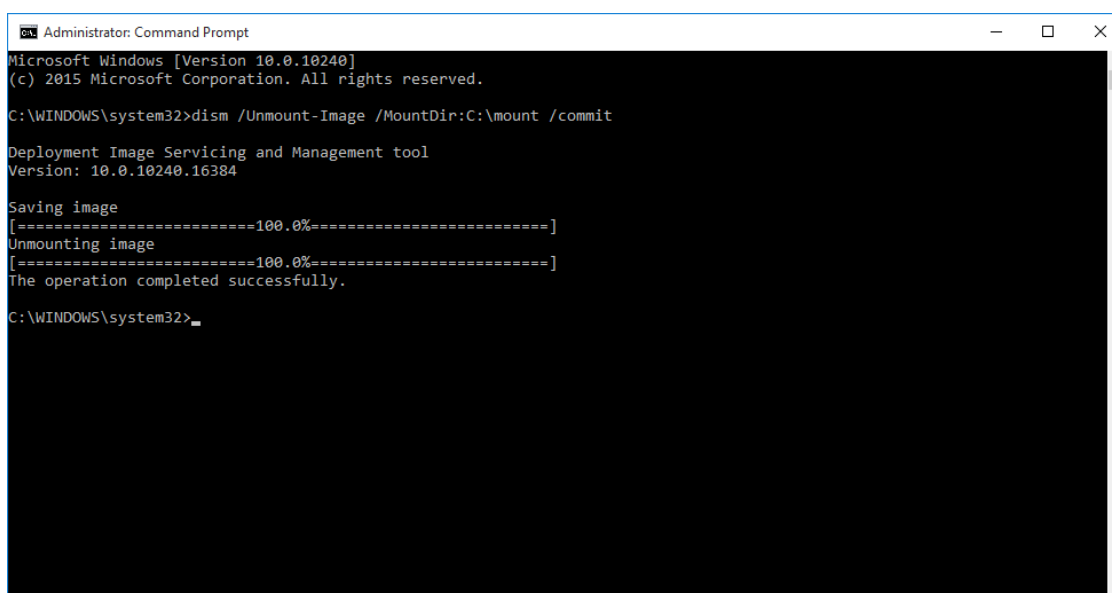 Administrator: Command Prompt
Microsoft Windows [Version 10.0.10240]
(c) 2015 Microsoft Corporation. All rights reserved.
C:\WINDOWS\system32>dism /Unmount-Image /MountDir:C:\mount /commit
Deployment Image Servicing and Management tool
Version: 10.0.10240.16384
Saving image
[==========================100.0%==========================]
Unmounting image
[==========================100.0%==========================]
The operation completed successfully.
C:\WINDOWS\system32>